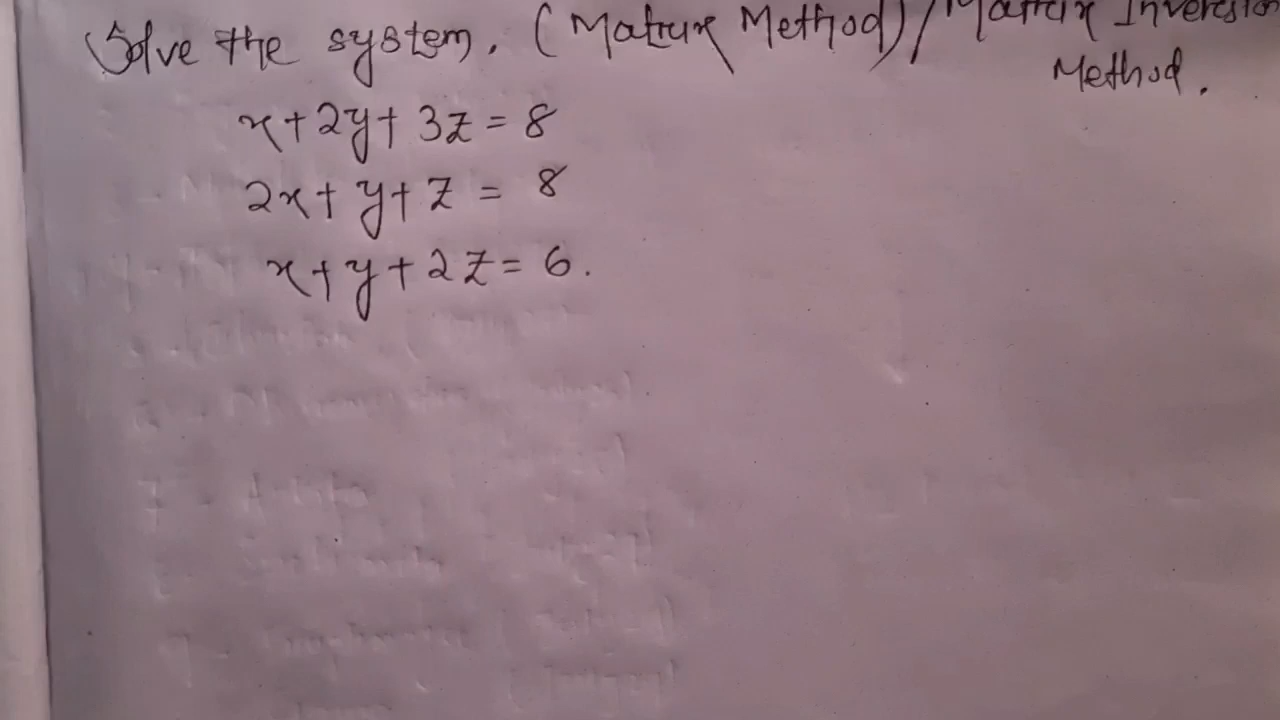 Solve the system. (Matrix Method)/Matrix Inversion
Method.
x+2y+3z=8
2x+y+z = 8
x+y+2z=6.